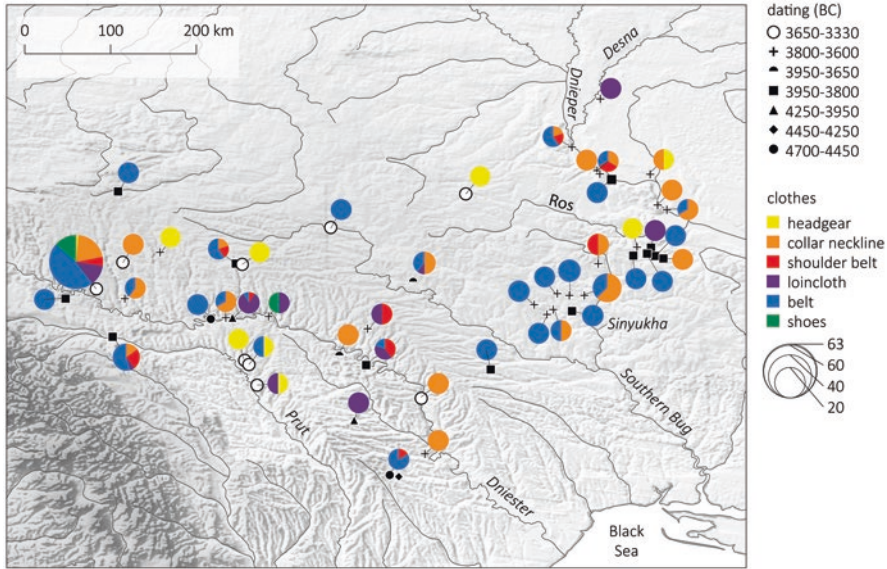 0 100 200 km
Desna
Dnieper
Ros
Sinyukha
Southern Bug
Prut
Dniester
Black
Sea
dating (BC)
3650-3330
3800-3600
3950-3650
3950-3800
4250-3950
4450-4250
4700-4450
clothes
headgear
collar neckline
shoulder belt
loincloth
belt
shoes
63
60
40
20